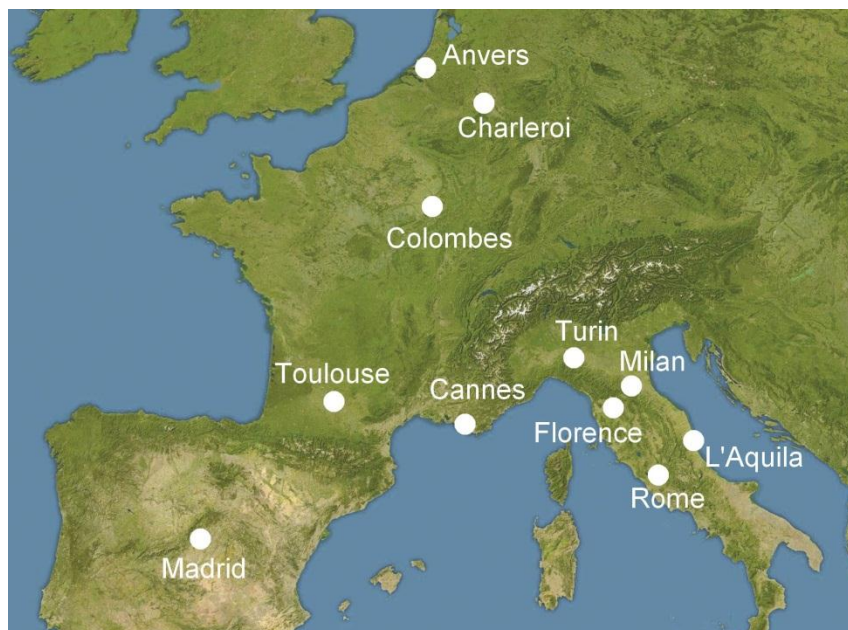 Anvers
Charleroi
Colombes
Turin
Milan
Toulouse
Cannes
Florence
L'Aquila
Rome
Madrid